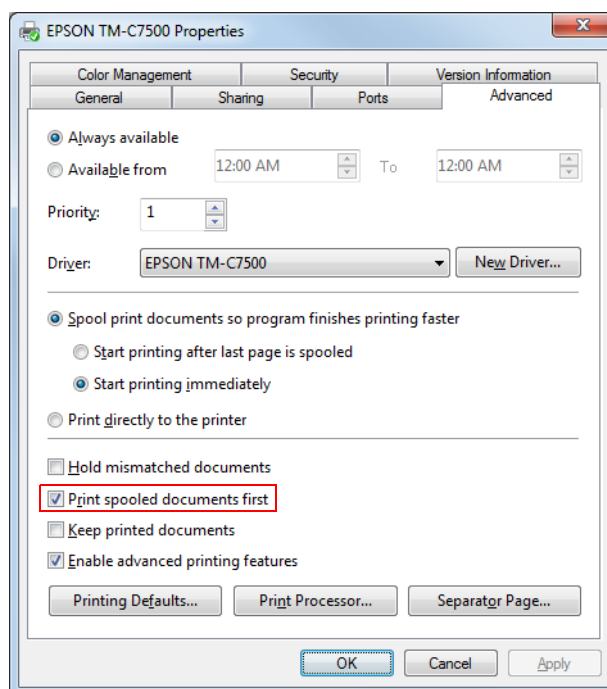 EPSON TM-C7500 Properties
Color Management Security Version Information
General Sharing Ports Advanced
Always available
Available from 12:00 AM To 12:00 AM
Priority: 1
Driver: EPSON TM-C7500 New Driver...
Spool print documents so program finishes printing faster
Start printing after last page is spooled
Start printing immediately
Print directly to the printer
Hold mismatched documents
Print spooled documents first
Keep printed documents
Enable advanced printing features
Printing Defaults... Print Processor... Separator Page...
OK Cancel Apply